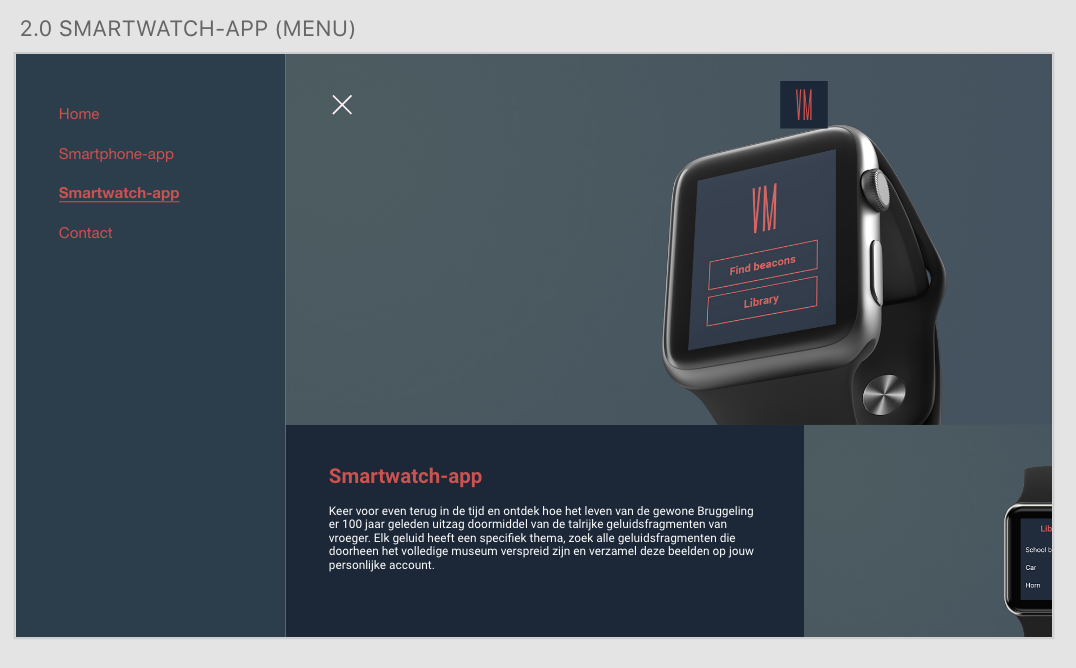 2.0 SMARTWATCH-APP (MENU)
Home
Smartphone-app
Smartwatch-app
Contact
VM
VM
Find beacons
Library
Smartwatch-app
Keer voor even terug in de tijd en ontdek hoe het leven van de gewone Bruggeling
er 100 jaar geleden uitzag doormiddel van de talrijke geluidsfragmenten van
vroeger. Elk geluid heeft een specifiek thema, zoek alle geluidsfragmenten die
doorheen het volledige museum verspreid zijn en verzamel deze beelden op jouw
personlijke account.
Lib
School b
Car
Horn